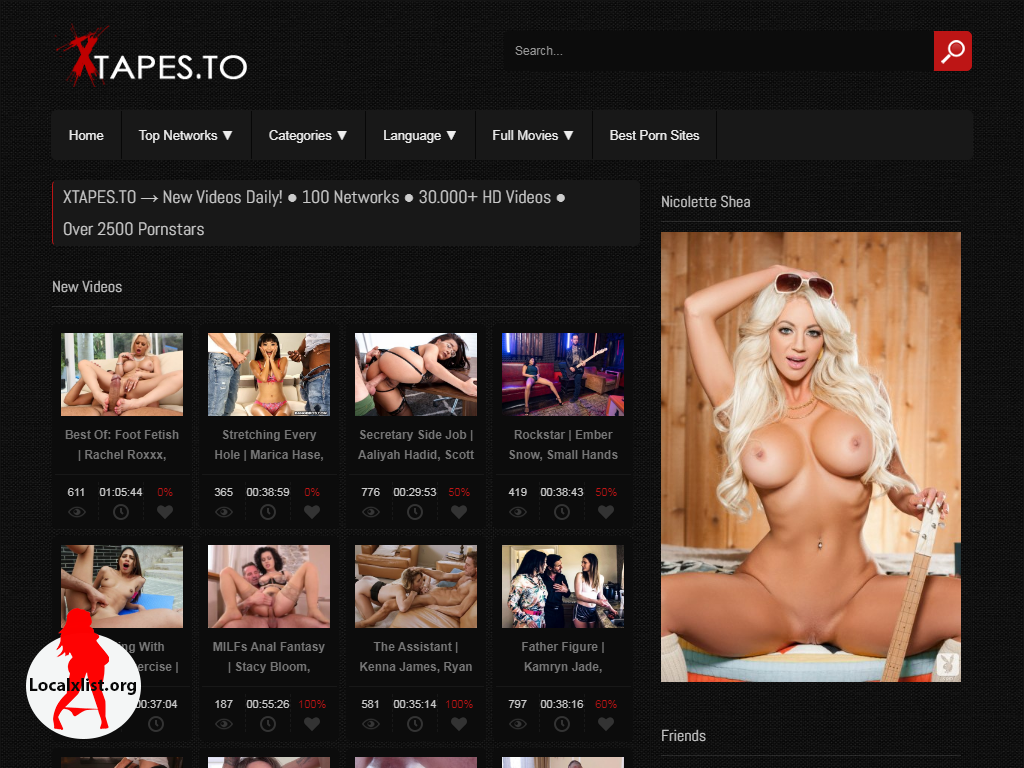 XTAPES.TO
Search...
Home
Top Networks ▼
Categories ▼
Language ▼
Full Movies ▼
Best Porn Sites
XTAPES.TO → New Videos Daily! ● 100 Networks ● 30.000+ HD Videos ●
Over 2500 Pornstars
Nicolette Shea
New Videos
Best Of: Foot Fetish
| Rachel Roxxx,
Stretching Every
Hole | Marica Hase,
Secretary Side Job |
Aaliyah Hadid, Scott
Rockstar | Ember
Snow, Small Hands
611 01:05:44 0%
365 00:38:59 0%
776 00:29:53 50%
419 00:38:43 50%
With
MILFs Anal Fantasy
| Stacy Bloom,
The Assistant |
Kenna James, Ryan
Father Figure |
Kamryn Jade,
Localxlist.org
00:37:04
187 00:55:26 100%
581 00:35:14 100%
797 00:38:16 60%
Friends